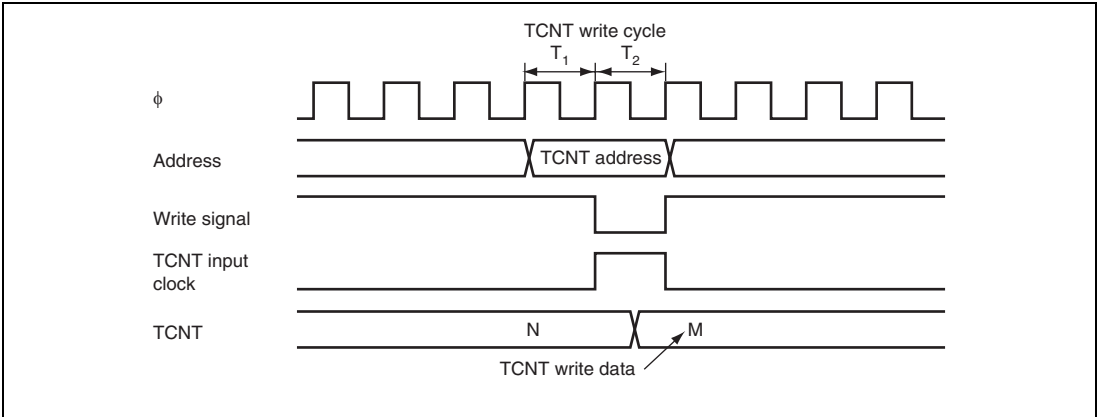 TCNT write cycle
T1 T2
ϕ
Address
TCNT address
Write signal
TCNT input
clock
TCNT
N
M
TCNT write data